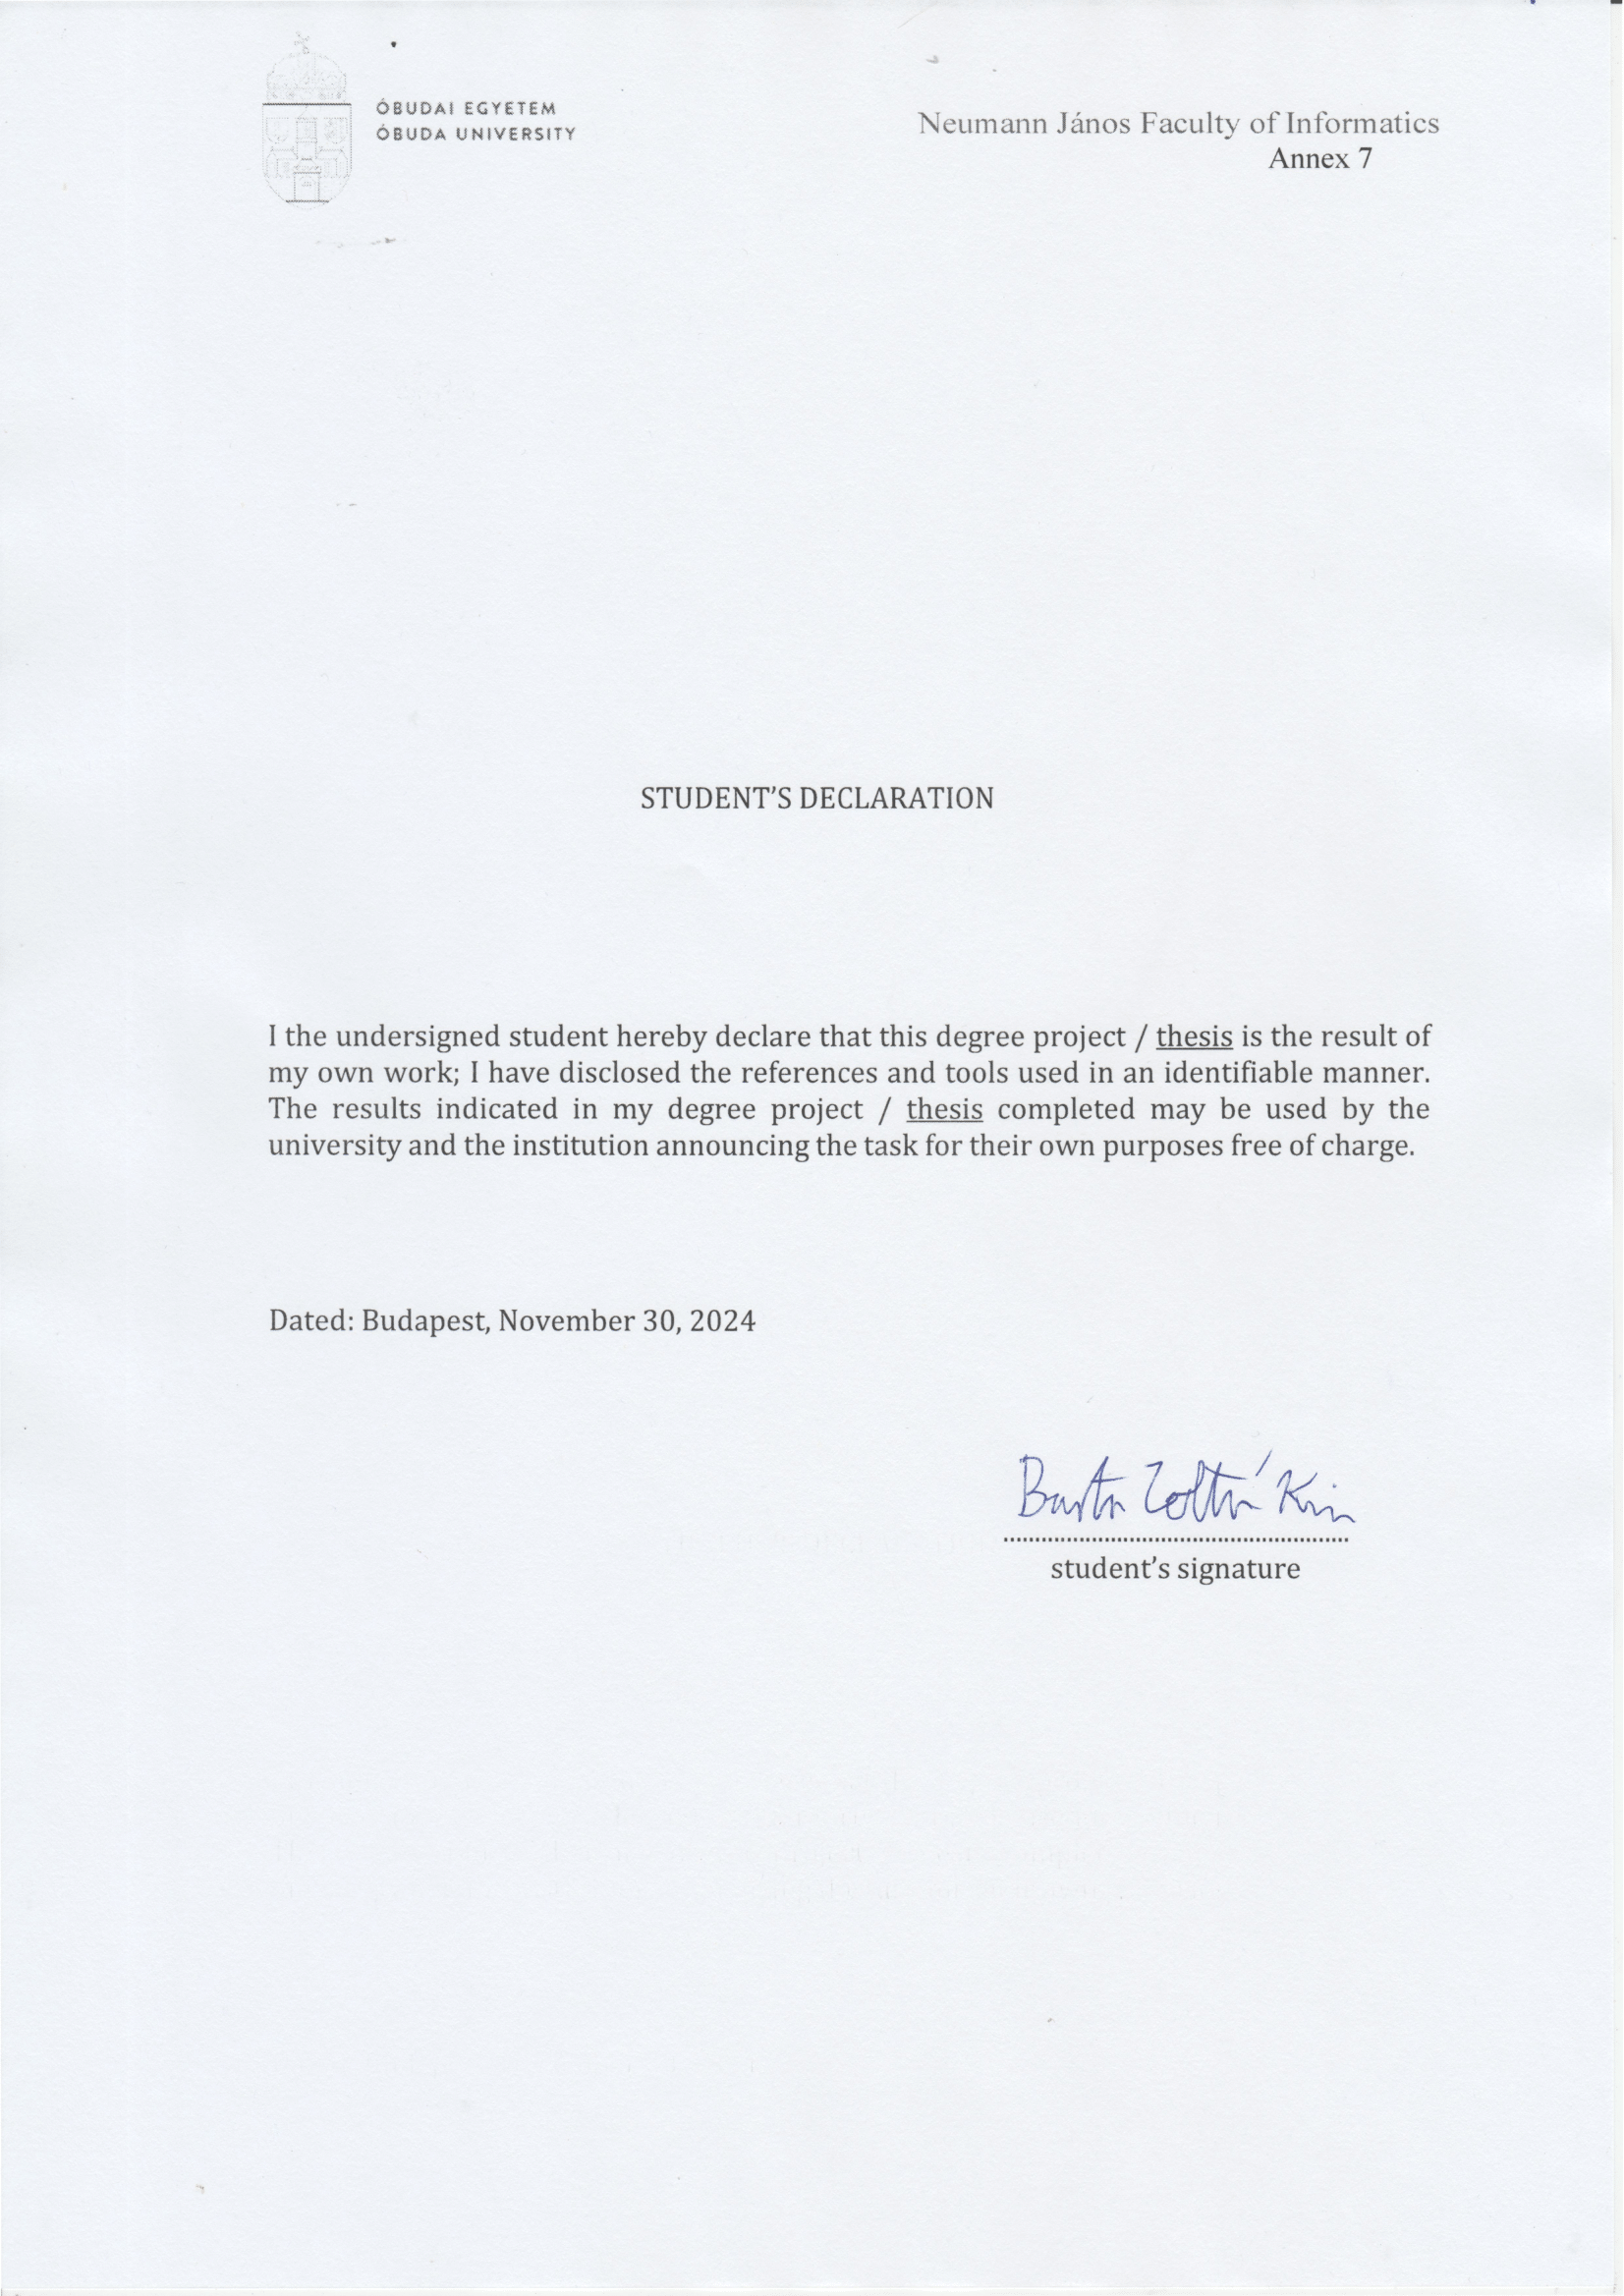 ÓBUDAI EGYETEM
ÓBUDA UNIVERSITY
Neumann János Faculty of Informatics
Annex 7
STUDENT'S DECLARATION
I the undersigned student hereby declare that this degree project / thesis is the result of
my own work; I have disclosed the references and tools used in an identifiable manner.
The results indicated in my degree project / thesis completed may be used by the
university and the institution announcing the task for their own purposes free of charge.
Dated: Budapest, November 30, 2024
student's signature